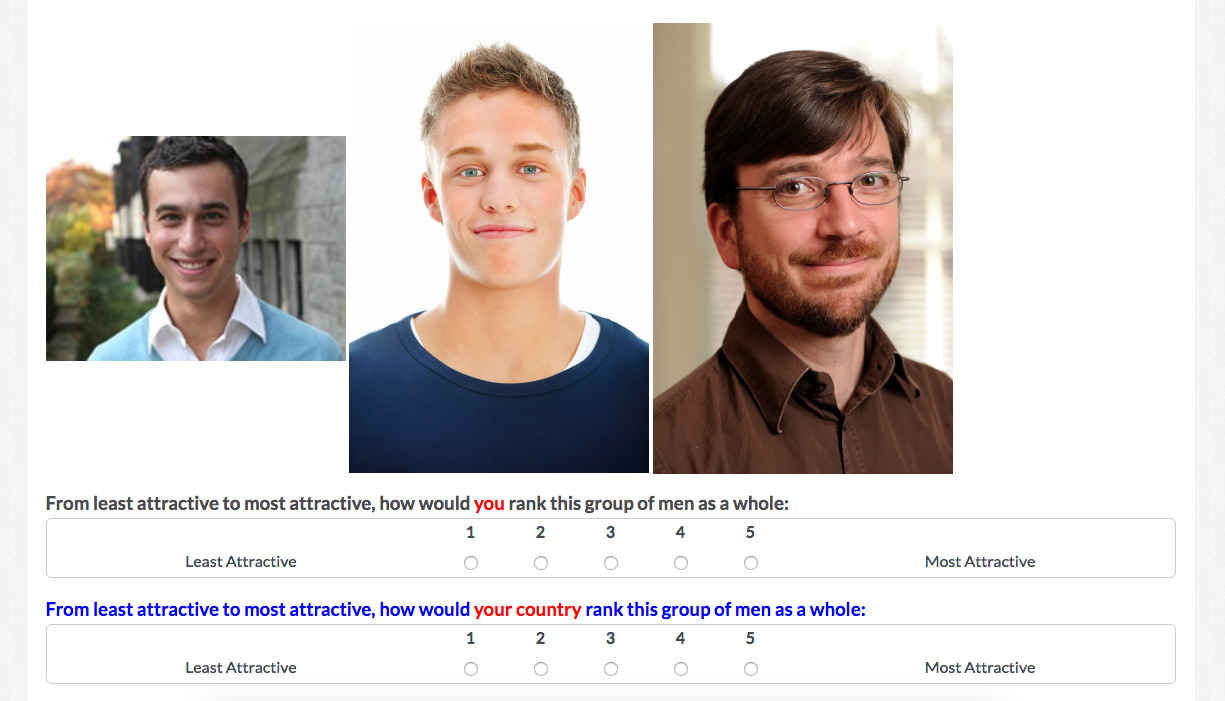 From least attractive to most attractive, how would you rank this group of men as a whole:
1 2 3 4 5
Least Attractive Most Attractive
From least attractive to most attractive, how would your country rank this group of men as a whole:
1 2 3 4 5
Least Attractive Most Attractive